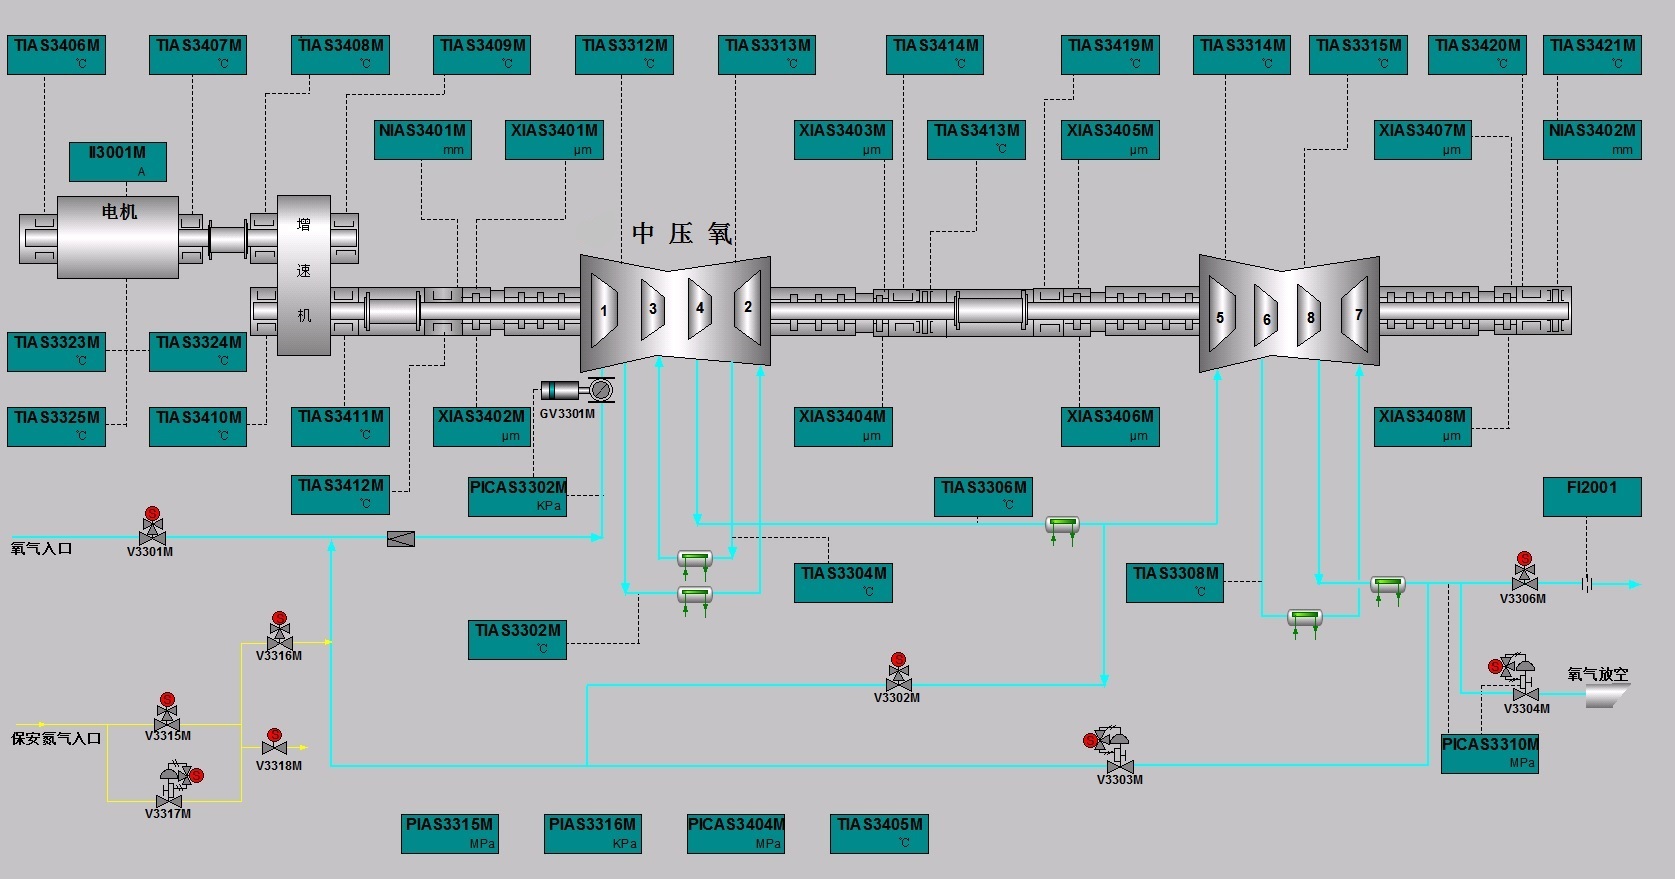 TIAS3406M
℃
TIAS3407M
℃
TIAS3408M
℃
TIAS3409M
℃
TIAS3312M
℃
TIAS3313M
℃
TIAS3414M
℃
TIAS3419M
℃
TIAS3314M
℃
TIAS3315M
℃
TIAS3420M
℃
TIAS3421M
℃
II3001M
A
NIAS3401M
mm
XIAS3401M
μm
XIAS3403M
μm
TIAS3413M
℃
XIAS3405M
μm
XIAS3407M
μm
NIAS3402M
mm
电机
增
速
机
中压氧
1
3
4
2
5
6
8
7
TIAS3323M
℃
TIAS3324M
℃
GV3301M
TIAS3325M
℃
TIAS3410M
℃
TIAS3411M
℃
XIAS3402M
μm
XIAS3404M
μm
XIAS3406M
μm
XIAS3408M
μm
TIAS3412M
℃
PICAS3302M
KPa
TIAS3306M
℃
FI2001
S
V3301M
氧气入口
TIAS3304M
℃
TIAS3308M
℃
S
V3306M
S
V3316M
TIAS3302M
℃
S
V3302M
S
V3304M
氧气放空
S
V3315M
保安氮气入口
S
V3318M
S
V3317M
S
V3303M
PICAS3310M
MPa
PIAS3315M
MPa
PIAS3316M
KPa
PICAS3404M
MPa
TIAS3405M
℃